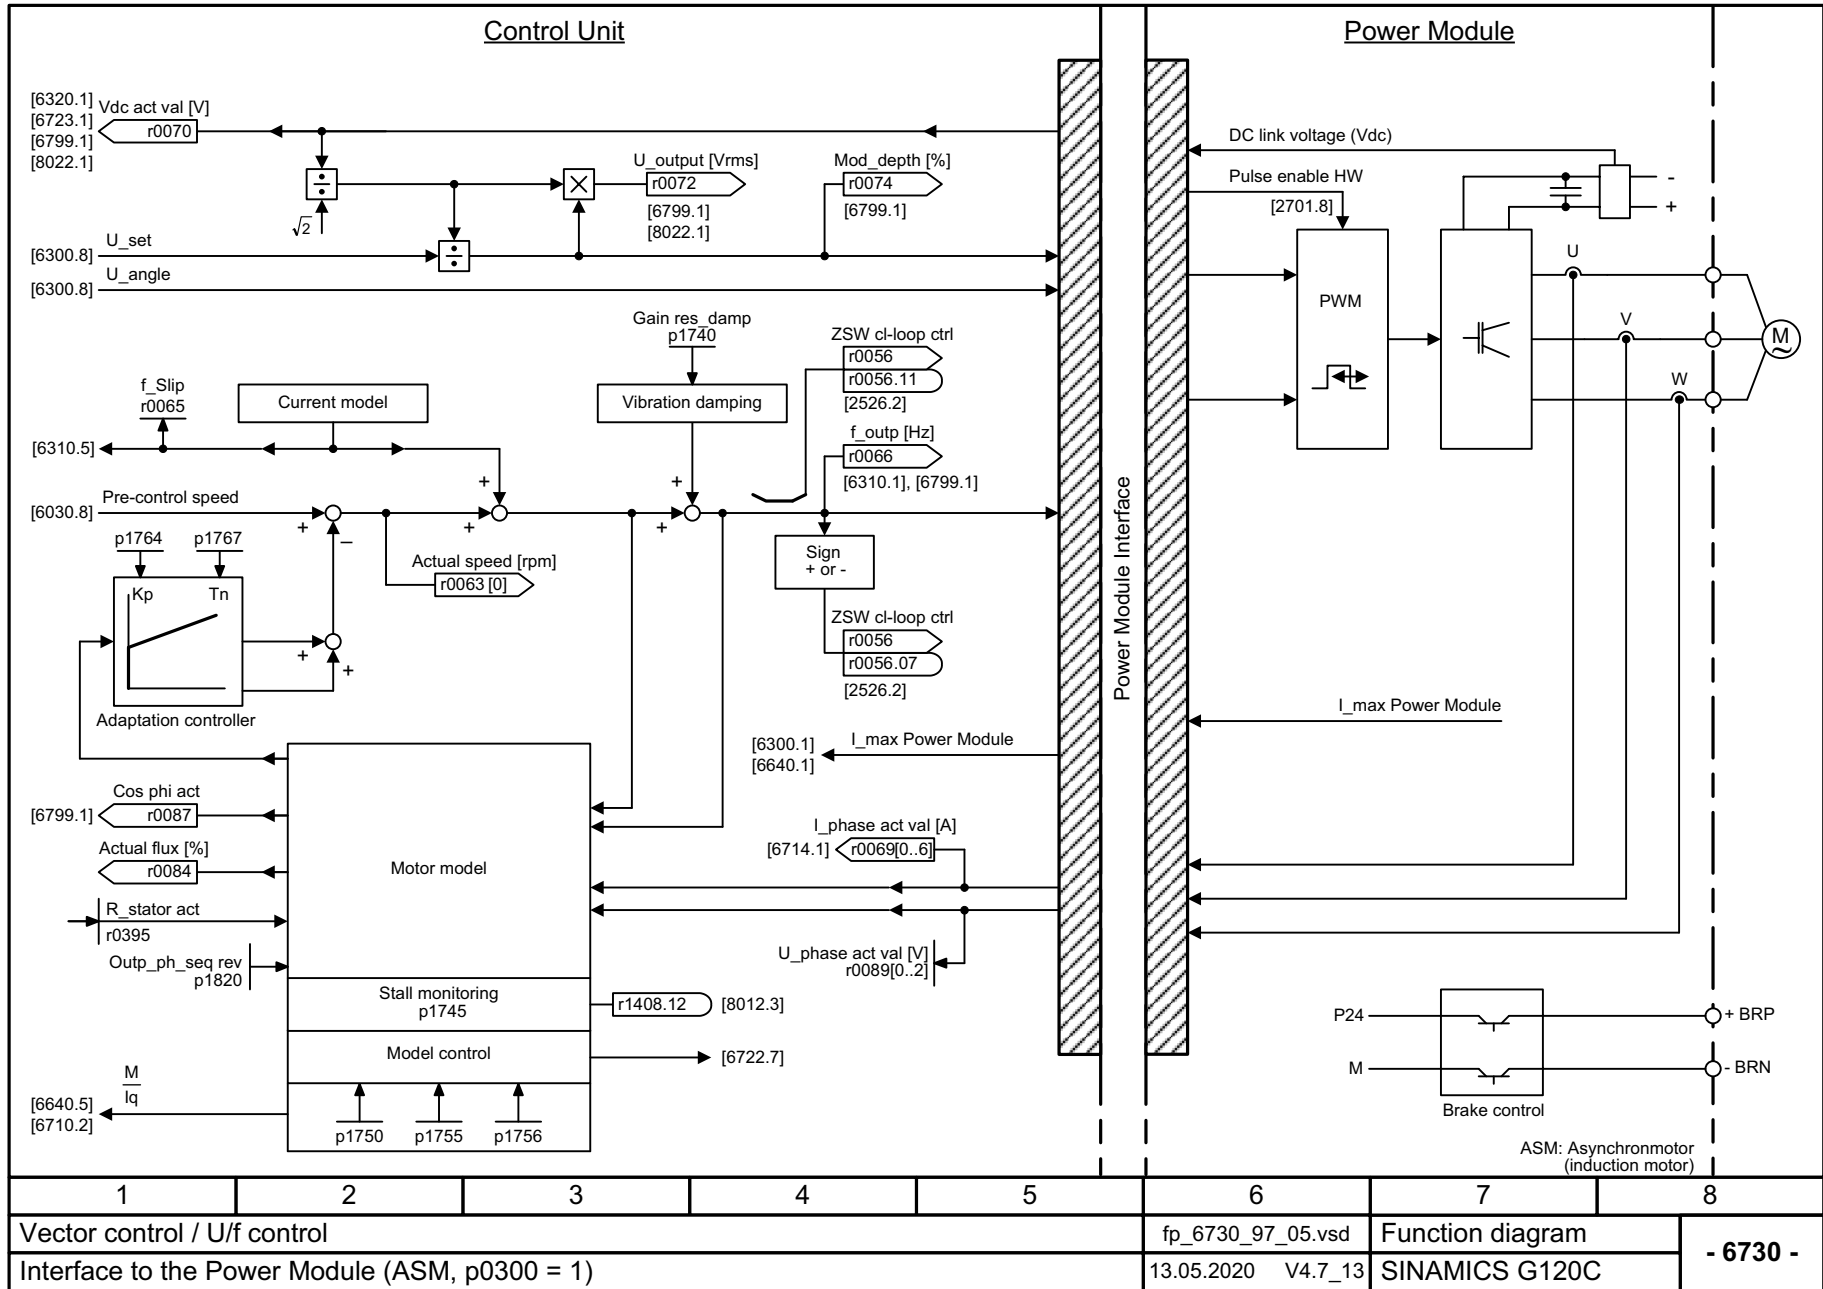 Control Unit
Power Module
[6320.1]
[6723.1]
[6799.1]
[8022.1]
Vdc act val [V]
r0070
÷
√2
×
U_output [Vrms]
r0072
[6799.1]
[8022.1]
Mod_depth [%]
r0074
[6799.1]
U_set
[6300.8]
÷
U_angle
[6300.8]
Gain res_damp
p1740
Vibration damping
ZSW cl-loop ctrl
r0056
r0056.11
[2526.2]
f_outp [Hz]
r0066
[6310.1], [6799.1]
f_Slip
r0065
Current model
[6310.5]
+
+
Pre-control speed
[6030.8]
+
–
+
+
p1764
p1767
Kp
Tn
Adaptation controller
+
+
Actual speed [rpm]
r0063 [0]
Sign
+ or -
ZSW cl-loop ctrl
r0056
r0056.07
[2526.2]
[6300.1]
[6640.1]
I_max Power Module
Cos phi act
[6799.1]
r0087
Actual flux [%]
r0084
R_stator act
r0395
Outp_ph_seq rev
p1820
Motor model
Stall monitoring
p1745
Model control
p1750
p1755
p1756
r1408.12
[8012.3]
[6722.7]
M
Iq
[6640.5]
[6710.2]
I_phase act val [A]
[6714.1]
r0069[0..6]
U_phase act val [V]
r0089[0..2]
Power Module Interface
DC link voltage (Vdc)
Pulse enable HW
[2701.8]
PWM
-
+
U
V
W
M
~
I_max Power Module
P24
M
Brake control
+ BRP
- BRN
ASM: Asynchronmotor
(induction motor)
1
2
3
4
5
6
7
8
Vector control / U/f control
fp_6730_97_05.vsd
Function diagram
- 6730 -
Interface to the Power Module (ASM, p0300 = 1)
13.05.2020
V4.7_13
SINAMICS G120C